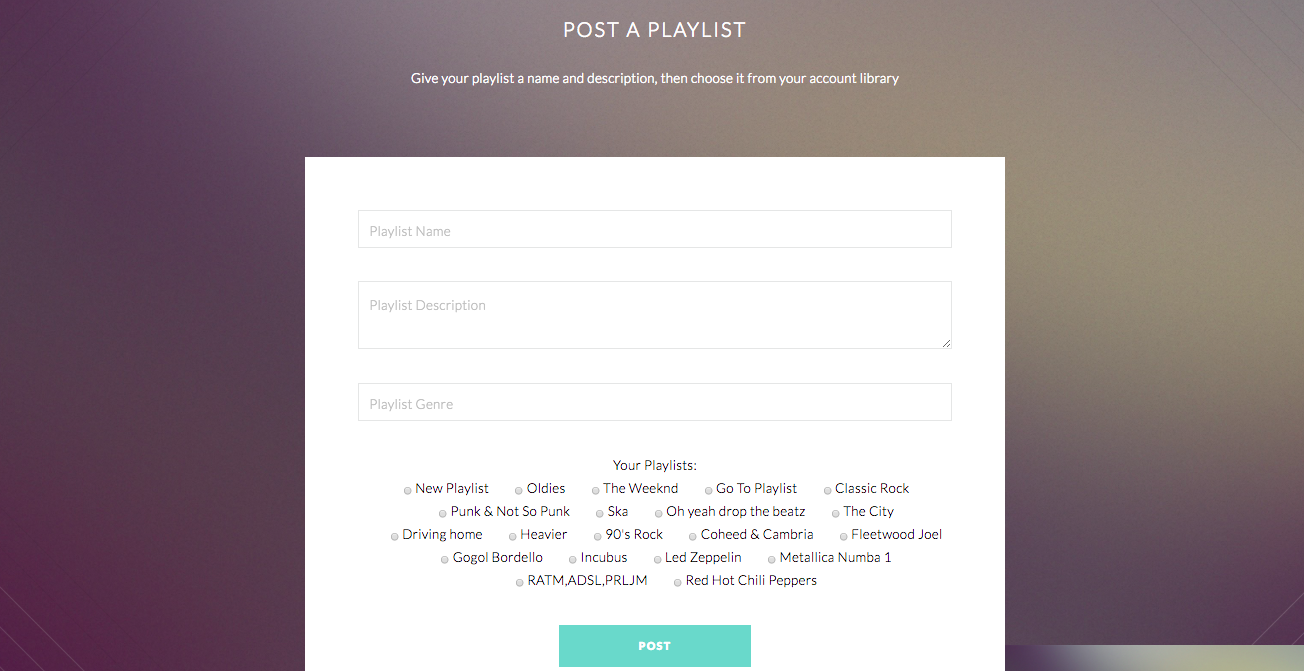 POST A PLAYLIST
Give your playlist a name and description, then choose it from your account library
Playlist Name
Playlist Description
Playlist Genre
Your Playlists:
New Playlist Oldies The Weeknd Go To Playlist Classic Rock
Punk & Not So Punk Ska Oh yeah drop the beatz The City
Driving home Heavier 90's Rock Coheed & Cambria Fleetwood Joel
Gogol Bordello Incubus Led Zeppelin Metallica Numba 1
RATM,ADSL,PRLJM Red Hot Chili Peppers
POST